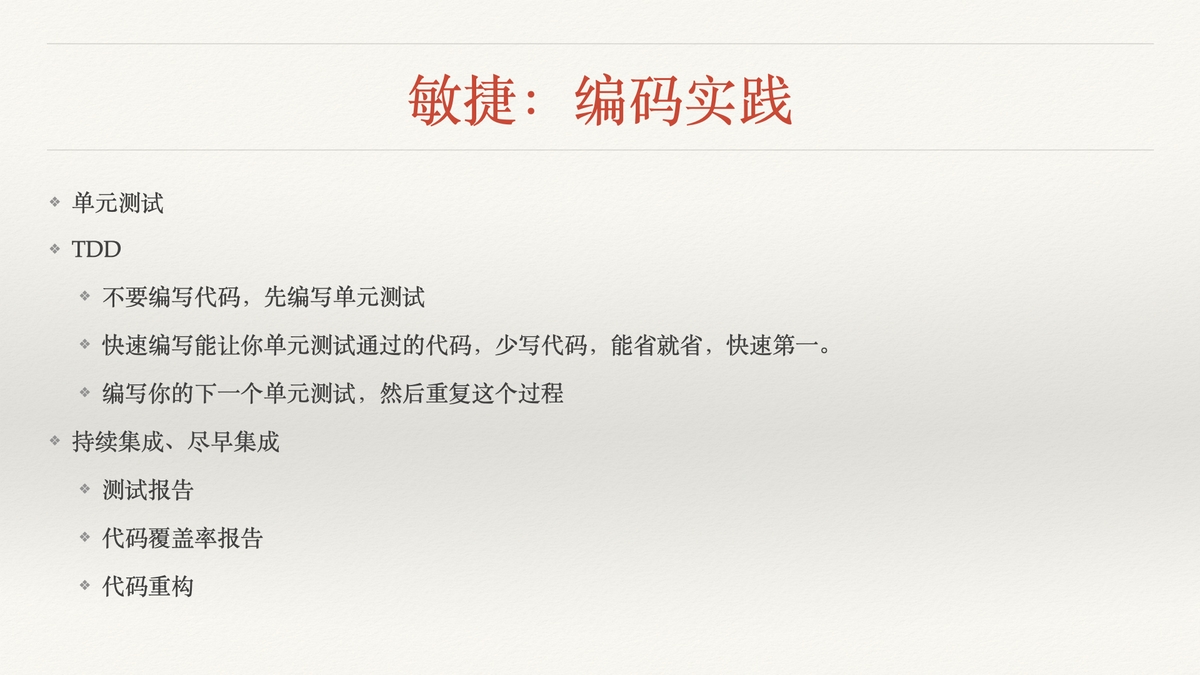 敏捷：编码实践
单元测试
TDD
不要编写代码，先编写单元测试
快速编写能让你单元测试通过的代码，少写代码，能省就省，快速第一。
编写你的下一个单元测试，然后重复这个过程
持续集成、尽早集成
测试报告
代码覆盖率报告
代码重构